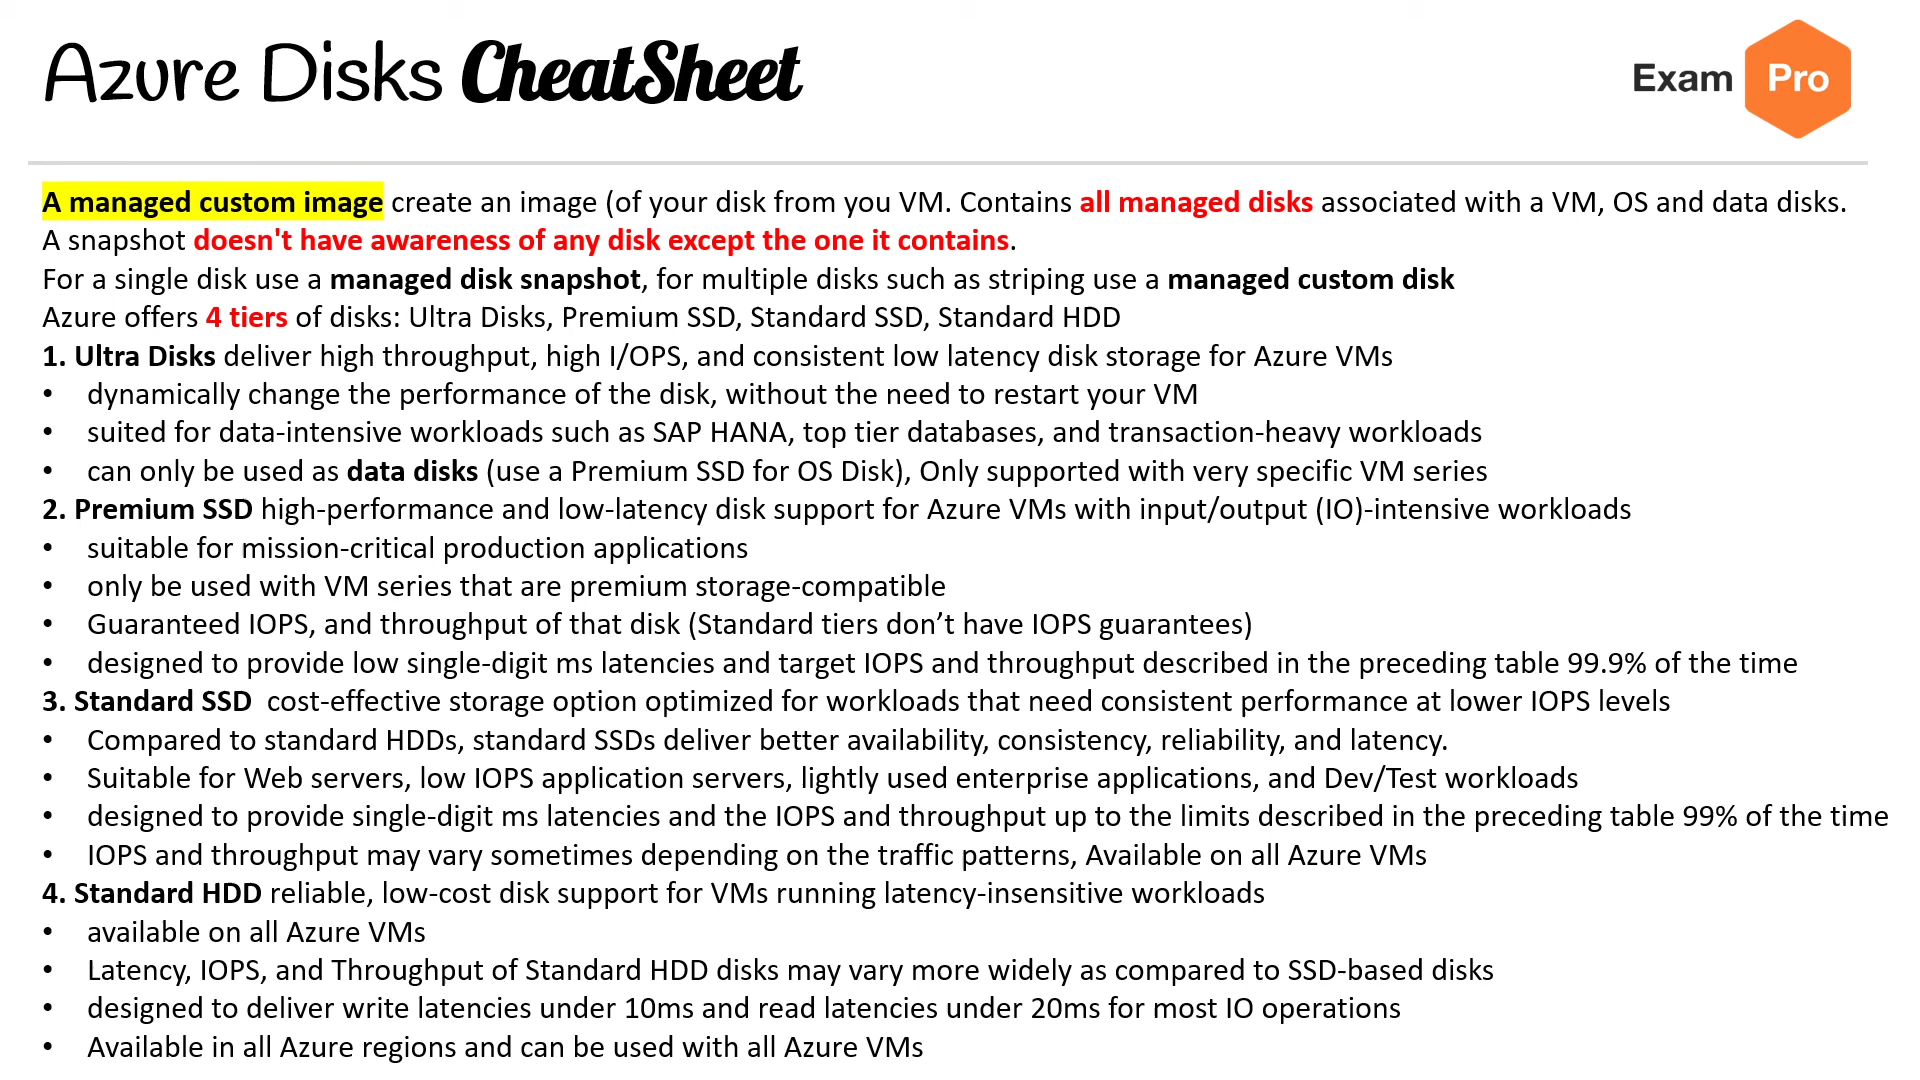 Azure Disks CheatSheet
Exam Pro
A managed custom image create an image (of your disk from you VM. Contains all managed disks associated with a VM, OS and data disks.
A snapshot doesn't have awareness of any disk except the one it contains.
For a single disk use a managed disk snapshot, for multiple disks such as striping use a managed custom disk
Azure offers 4 tiers of disks: Ultra Disks, Premium SSD, Standard SSD, Standard HDD
1. Ultra Disks deliver high throughput, high I/OPS, and consistent low latency disk storage for Azure VMs
• dynamically change the performance of the disk, without the need to restart your VM
• suited for data-intensive workloads such as SAP HANA, top tier databases, and transaction-heavy workloads
• can only be used as data disks (use a Premium SSD for OS Disk), Only supported with very specific VM series
2. Premium SSD high-performance and low-latency disk support for Azure VMs with input/output (IO)-intensive workloads
• suitable for mission-critical production applications
• only be used with VM series that are premium storage-compatible
• Guaranteed IOPS, and throughput of that disk (Standard tiers don’t have IOPS guarantees)
• designed to provide low single-digit ms latencies and target IOPS and throughput described in the preceding table 99.9% of the time
3. Standard SSD  cost-effective storage option optimized for workloads that need consistent performance at lower IOPS levels
• Compared to standard HDDs, standard SSDs deliver better availability, consistency, reliability, and latency.
• Suitable for Web servers, low IOPS application servers, lightly used enterprise applications, and Dev/Test workloads
• designed to provide single-digit ms latencies and the IOPS and throughput up to the limits described in the preceding table 99% of the time
• IOPS and throughput may vary sometimes depending on the traffic patterns, Available on all Azure VMs
4. Standard HDD reliable, low-cost disk support for VMs running latency-insensitive workloads
• available on all Azure VMs
• Latency, IOPS, and Throughput of Standard HDD disks may vary more widely as compared to SSD-based disks
• designed to deliver write latencies under 10ms and read latencies under 20ms for most IO operations
• Available in all Azure regions and can be used with all Azure VMs